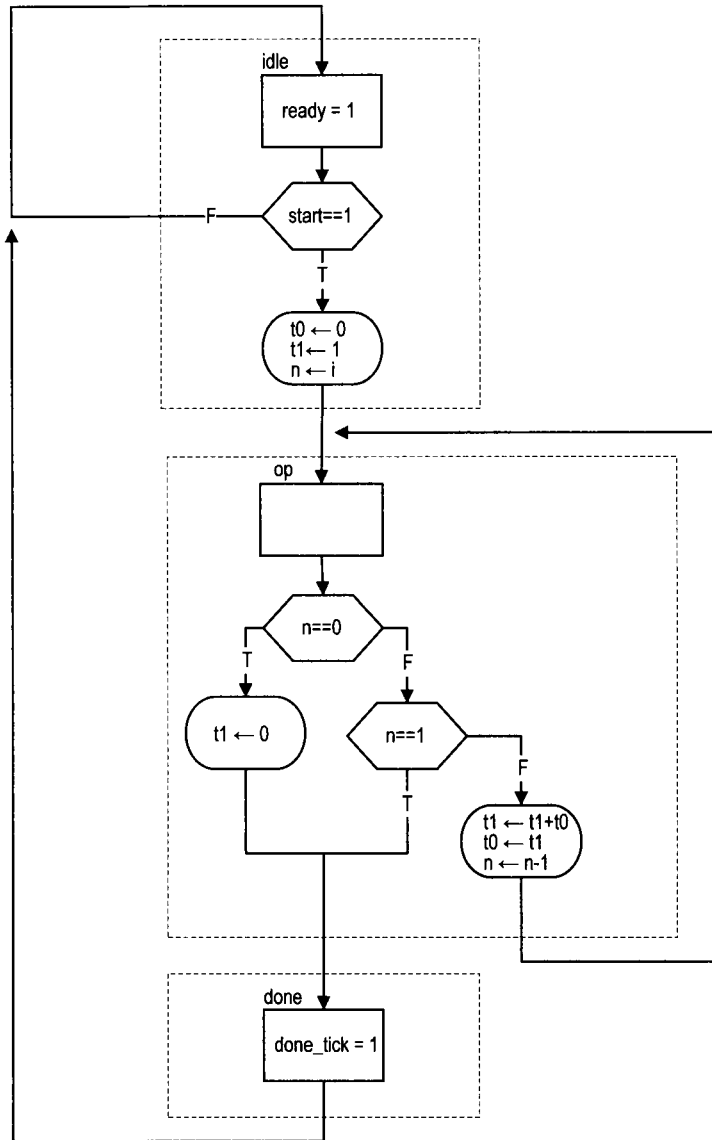 idle
ready = 1
start==1
F
T
t0 ← 0
t1← 1
n ← i
op
n==0
T
F
t1 ← 0
n==1
T
F
t1 ← t1+t0
t0 ← t1
n ← n-1
done
done_tick = 1